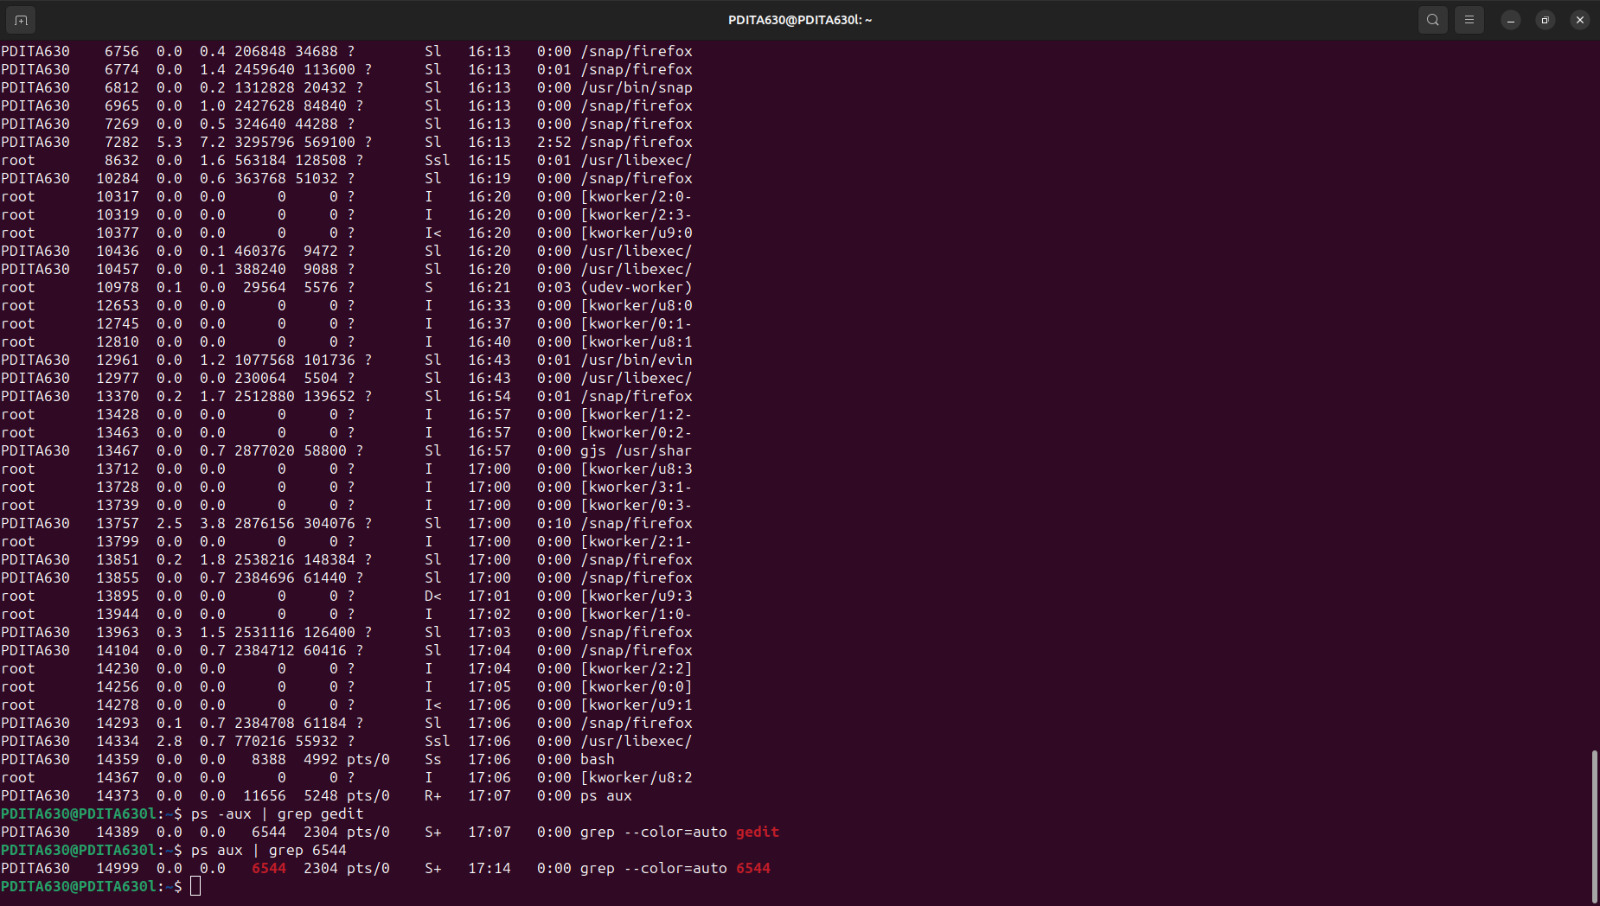 PDITA630@PDITA630l: ~
PDITA630    6756  0.0  0.4 206848 34688 ?        Sl   16:13   0:00 /snap/firefox
PDITA630    6774  0.0  1.4 2459640 113600 ?      Sl   16:13   0:01 /snap/firefox
PDITA630    6812  0.0  0.2 1312828 20432 ?       Sl   16:13   0:00 /usr/bin/snap
PDITA630    6965  0.0  1.0 2427628 84840 ?       Sl   16:13   0:00 /snap/firefox
PDITA630    7269  0.0  0.5 324640 44288 ?        Sl   16:13   0:00 /snap/firefox
PDITA630    7282  5.3  7.2 3295796 569100 ?      Sl   16:13   2:52 /snap/firefox
root        8632  0.0  1.6 563184 128508 ?       Ssl  16:15   0:01 /usr/libexec/
PDITA630   10284  0.0  0.6 363768 51032 ?        Sl   16:19   0:00 /snap/firefox
root       10317  0.0  0.0      0     0 ?        I    16:20   0:00 [kworker/2:0-
root       10319  0.0  0.0      0     0 ?        I    16:20   0:00 [kworker/2:3-
root       10377  0.0  0.0      0     0 ?        I<   16:20   0:00 [kworker/u9:0
PDITA630   10436  0.0  0.1 460376  9472 ?        Sl   16:20   0:00 /usr/libexec/
PDITA630   10457  0.0  0.1 388240  9088 ?        Sl   16:20   0:00 /usr/libexec/
root       10978  0.1  0.0  29564  5576 ?        S    16:21   0:03 (udev-worker)
root       12653  0.0  0.0      0     0 ?        I    16:33   0:00 [kworker/u8:0
root       12745  0.0  0.0      0     0 ?        I    16:37   0:00 [kworker/0:1-
root       12810  0.0  0.0      0     0 ?        I    16:40   0:00 [kworker/u8:1
PDITA630   12961  0.0  1.2 1077568 101736 ?      Sl   16:43   0:01 /usr/bin/evin
PDITA630   12977  0.0  0.0 230064  5504 ?        Sl   16:43   0:00 /usr/libexec/
PDITA630   13370  0.2  1.7 2512880 139652 ?      Sl   16:54   0:01 /snap/firefox
root       13428  0.0  0.0      0     0 ?        I    16:57   0:00 [kworker/1:2-
root       13463  0.0  0.0      0     0 ?        I    16:57   0:00 [kworker/0:2-
PDITA630   13467  0.0  0.7 2877020 58800 ?       Sl   16:57   0:00 gjs /usr/shar
root       13712  0.0  0.0      0     0 ?        I    17:00   0:00 [kworker/u8:3
root       13728  0.0  0.0      0     0 ?        I    17:00   0:00 [kworker/3:1-
root       13739  0.0  0.0      0     0 ?        I    17:00   0:00 [kworker/0:3-
PDITA630   13757  2.5  3.8 2876156 304076 ?      Sl   17:00   0:10 /snap/firefox
root       13799  0.0  0.0      0     0 ?        I    17:00   0:00 [kworker/2:1-
PDITA630   13851  0.2  1.8 2538216 148384 ?      Sl   17:00   0:00 /snap/firefox
PDITA630   13855  0.0  0.7 2384696 61440 ?       Sl   17:00   0:00 /snap/firefox
root       13895  0.0  0.0      0     0 ?        D<   17:01   0:00 [kworker/u9:3
root       13944  0.0  0.0      0     0 ?        I    17:02   0:00 [kworker/1:0-
PDITA630   13963  0.3  1.5 2531116 126400 ?      Sl   17:03   0:00 /snap/firefox
PDITA630   14104  0.0  0.7 2384712 60416 ?       Sl   17:04   0:00 /snap/firefox
root       14230  0.0  0.0      0     0 ?        I    17:04   0:00 [kworker/2:2]
root       14256  0.0  0.0      0     0 ?        I    17:05   0:00 [kworker/0:0]
root       14278  0.0  0.0      0     0 ?        I<   17:06   0:00 [kworker/u9:1
PDITA630   14293  0.1  0.7 2384708 61184 ?       Sl   17:06   0:00 /snap/firefox
PDITA630   14334  2.8  0.7 770216 55932 ?        Ssl  17:06   0:00 /usr/libexec/
PDITA630   14359  0.0  0.0   8388  4992 pts/0    Ss   17:06   0:00 bash
root       14367  0.0  0.0      0     0 ?        I    17:06   0:00 [kworker/u8:2
PDITA630   14373  0.0  0.0  11656  5248 pts/0    R+   17:07   0:00 ps aux
PDITA630@PDITA630l:~$ ps -aux | grep gedit
PDITA630   14389  0.0  0.0   6544  2304 pts/0    S+   17:07   0:00 grep --color=auto gedit
PDITA630@PDITA630l:~$ ps aux | grep 6544
PDITA630   14999  0.0  0.0   6544  2304 pts/0    S+   17:14   0:00 grep --color=auto 6544
PDITA630@PDITA630l:~$